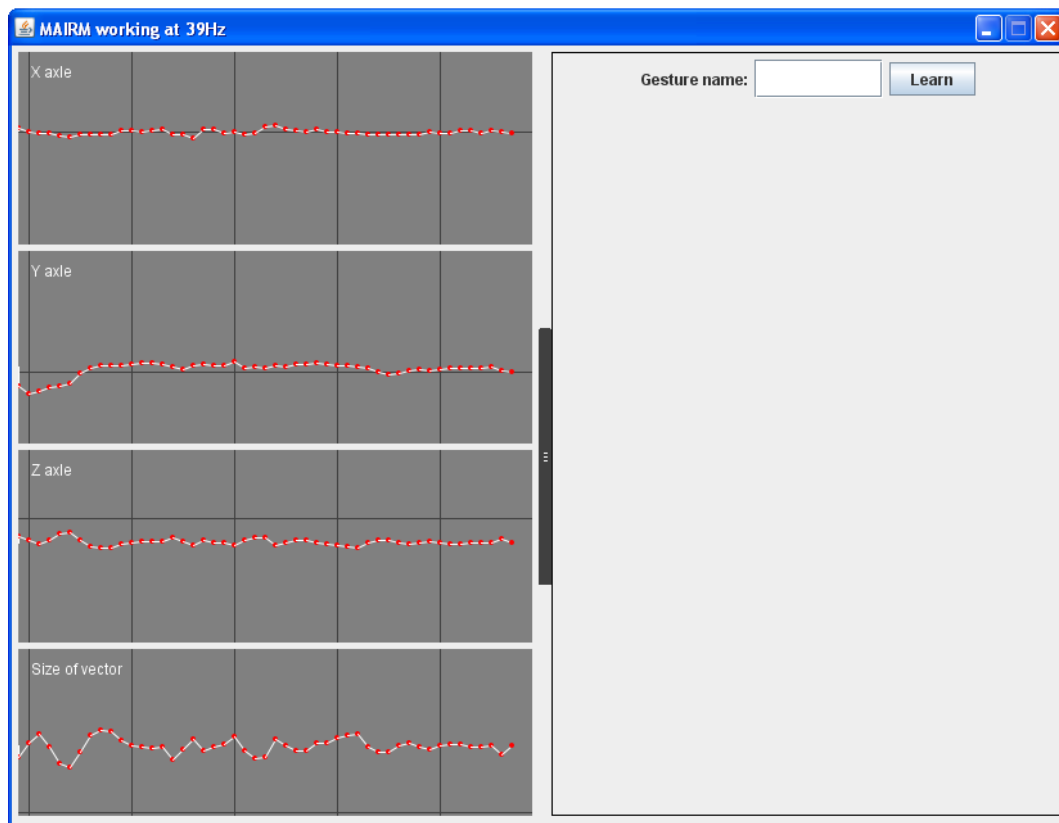 MAIRM working at 39Hz
X axle
Y axle
Z axle
Size of vector
Gesture name:
Learn